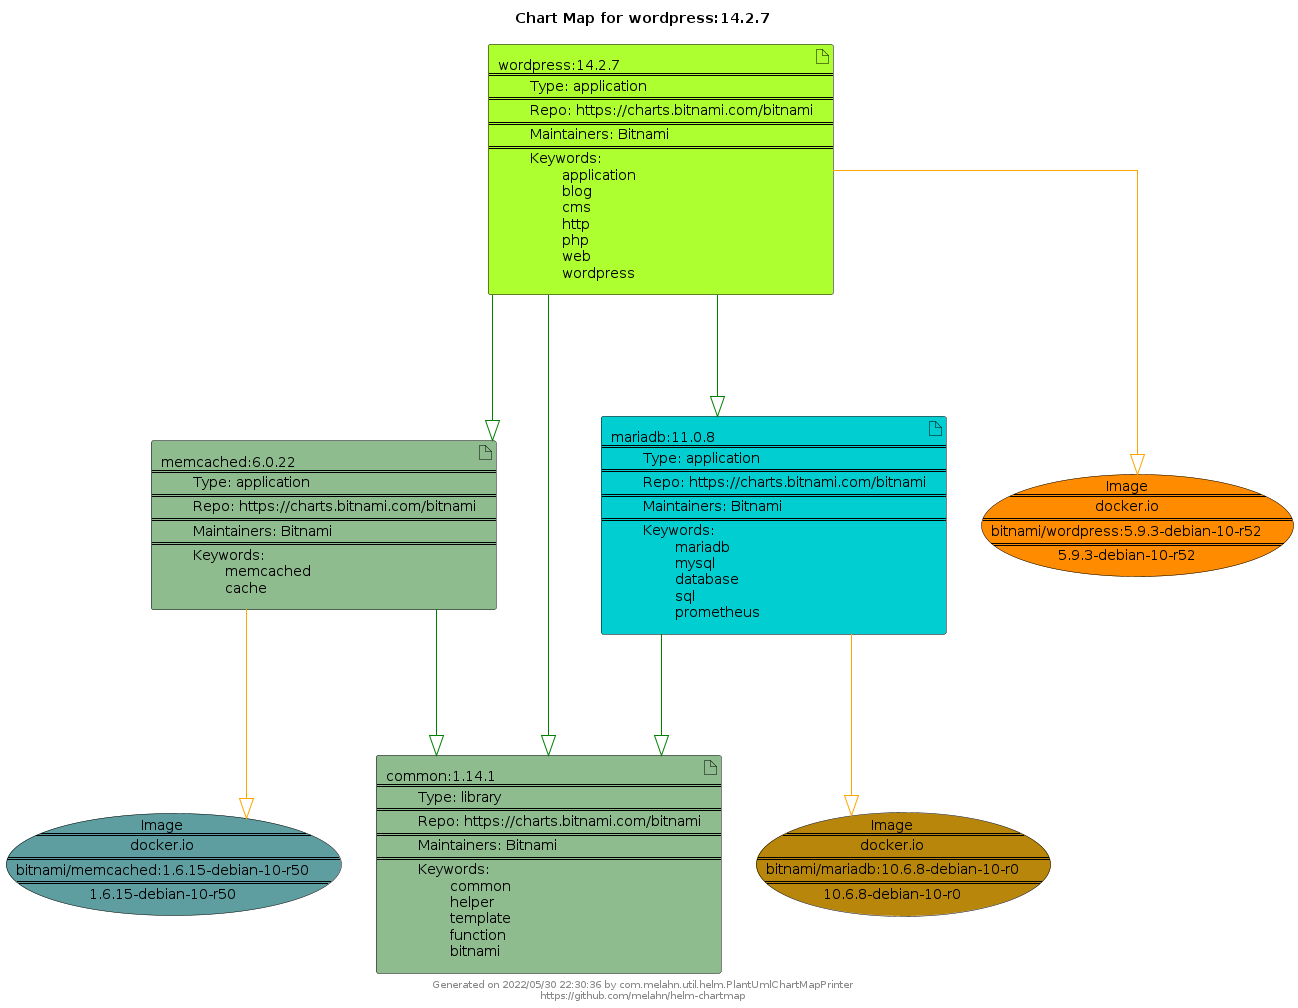 Chart Map for wordpress:14.2.7
wordpress:14.2.7
Type: application
Repo: https://charts.bitnami.com/bitnami
Maintainers: Bitnami
Keywords:
application
blog
cms
http
php
web
wordpress
memcached:6.0.22
Type: application
Repo: https://charts.bitnami.com/bitnami
Maintainers: Bitnami
Keywords:
memcached
cache
mariadb:11.0.8
Type: application
Repo: https://charts.bitnami.com/bitnami
Maintainers: Bitnami
Keywords:
mariadb
mysql
database
sql
prometheus
Image
docker.io
bitnami/wordpress:5.9.3-debian-10-r52
5.9.3-debian-10-r52
Image
docker.io
bitnami/memcached:1.6.15-debian-10-r50
1.6.15-debian-10-r50
common:1.14.1
Type: library
Repo: https://charts.bitnami.com/bitnami
Maintainers: Bitnami
Keywords:
common
helper
template
function
bitnami
Image
docker.io
bitnami/mariadb:10.6.8-debian-10-r0
10.6.8-debian-10-r0
Generated on 2022/05/30 22:30:36 by com.melahn.util.helm.PlantUmlChartMapPrinter
https://github.com/melahn/helm-chartmap